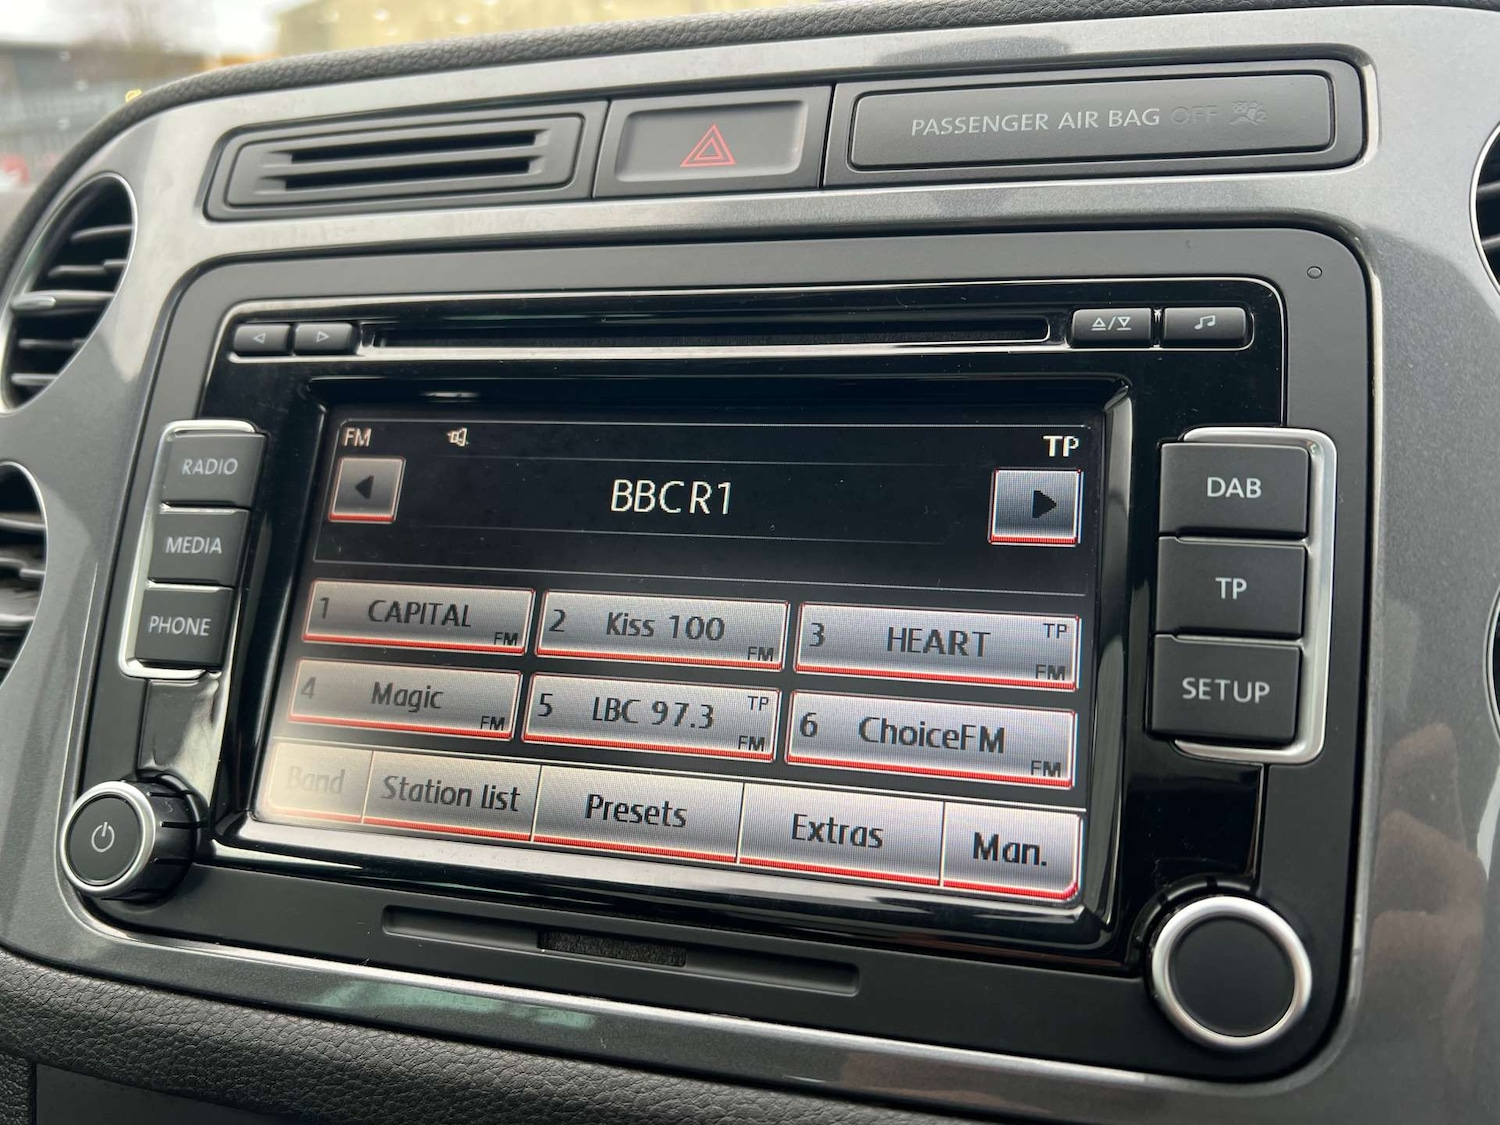 PASSENGER AIR BAG OFF
RADIO
MEDIA
PHONE
FM
TP
BBC R1
1 CAPITAL FM
2 Kiss 100 FM
3 HEART TP FM
4 Magic FM
5 LBC 97.3 TP FM
6 ChoiceFM FM
Band
Station list
Presets
Extras
Man.
DAB
TP
SETUP